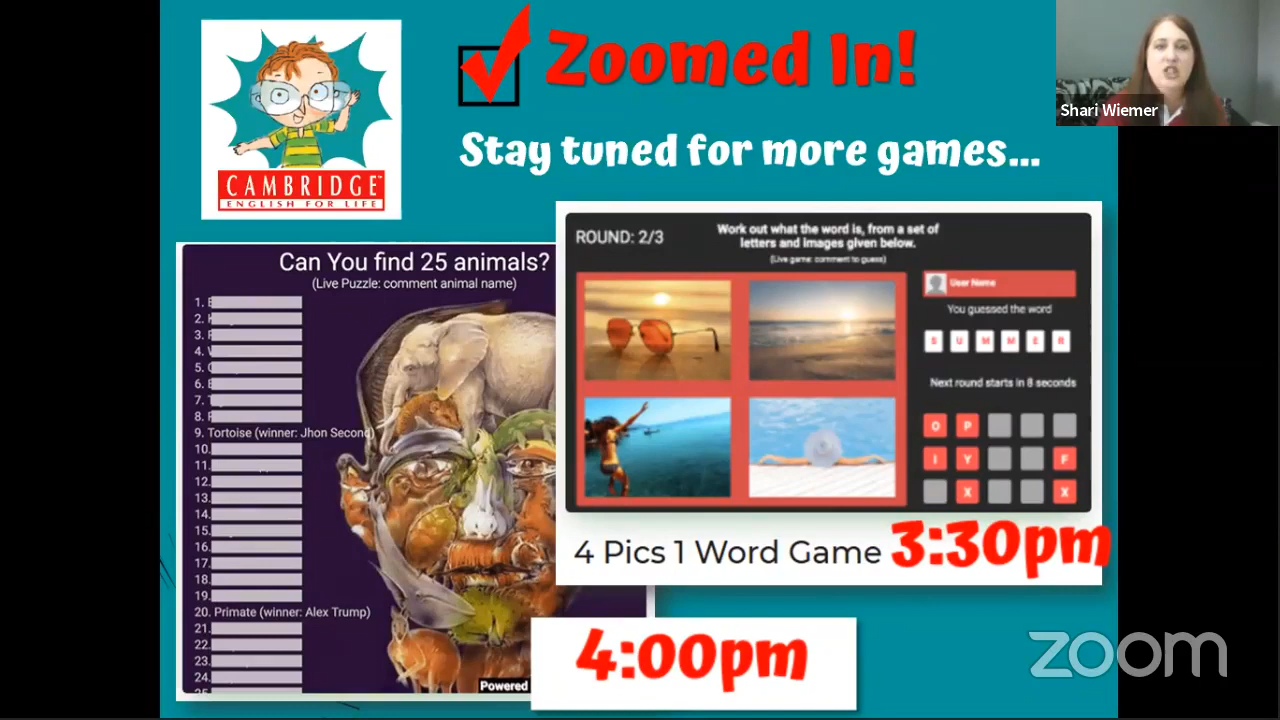 Zoomed In!
Stay tuned for more games...
CAMBRIDGE
ENGLISH FOR LIFE
Shari Wiemer
Can You find 25 animals?
(Live Puzzle: comment animal name)
1.
2.
3.
4.
5.
6.
7.
8.
9. Tortoise (winner: Jhon Second)
10.
11.
12.
13.
14.
15.
16.
17.
18.
19.
20. Primate (winner: Alex Trump)
21.
22.
23.
24.
25.
Powered
ROUND: 2/3
Work out what the word is, from a set of
letters and images given below.
(Live game: comment to guess)
User Name
You guessed the word
S U M M E R
Next round starts in 8 seconds
O P
I Y F
X X
4 Pics 1 Word Game 3:30pm
4:00pm
zoom